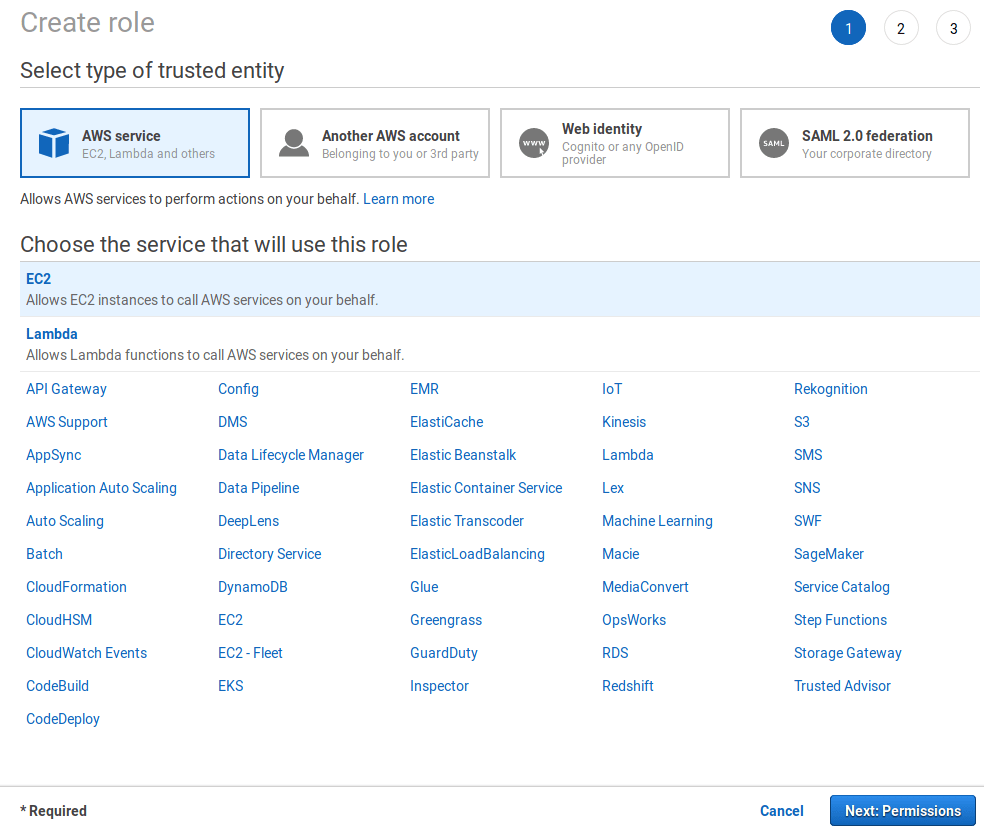 Create role
1 2 3
Select type of trusted entity
AWS service
EC2, Lambda and others
Another AWS account
Belonging to you or 3rd party
WWW
Web identity
Cognito or any OpenID
provider
SAML
SAML 2.0 federation
Your corporate directory
Allows AWS services to perform actions on your behalf. Learn more
Choose the service that will use this role
EC2
Allows EC2 instances to call AWS services on your behalf.
Lambda
Allows Lambda functions to call AWS services on your behalf.
API Gateway Config EMR IoT Rekognition
AWS Support DMS ElastiCache Kinesis S3
AppSync Data Lifecycle Manager Elastic Beanstalk Lambda SMS
Application Auto Scaling Data Pipeline Elastic Container Service Lex SNS
Auto Scaling DeepLens Elastic Transcoder Machine Learning SWF
Batch Directory Service ElasticLoadBalancing Macie SageMaker
CloudFormation DynamoDB Glue MediaConvert Service Catalog
CloudHSM EC2 Greengrass OpsWorks Step Functions
CloudWatch Events EC2 - Fleet GuardDuty RDS Storage Gateway
CodeBuild EKS Inspector Redshift Trusted Advisor
CodeDeploy
* Required Cancel Next: Permissions